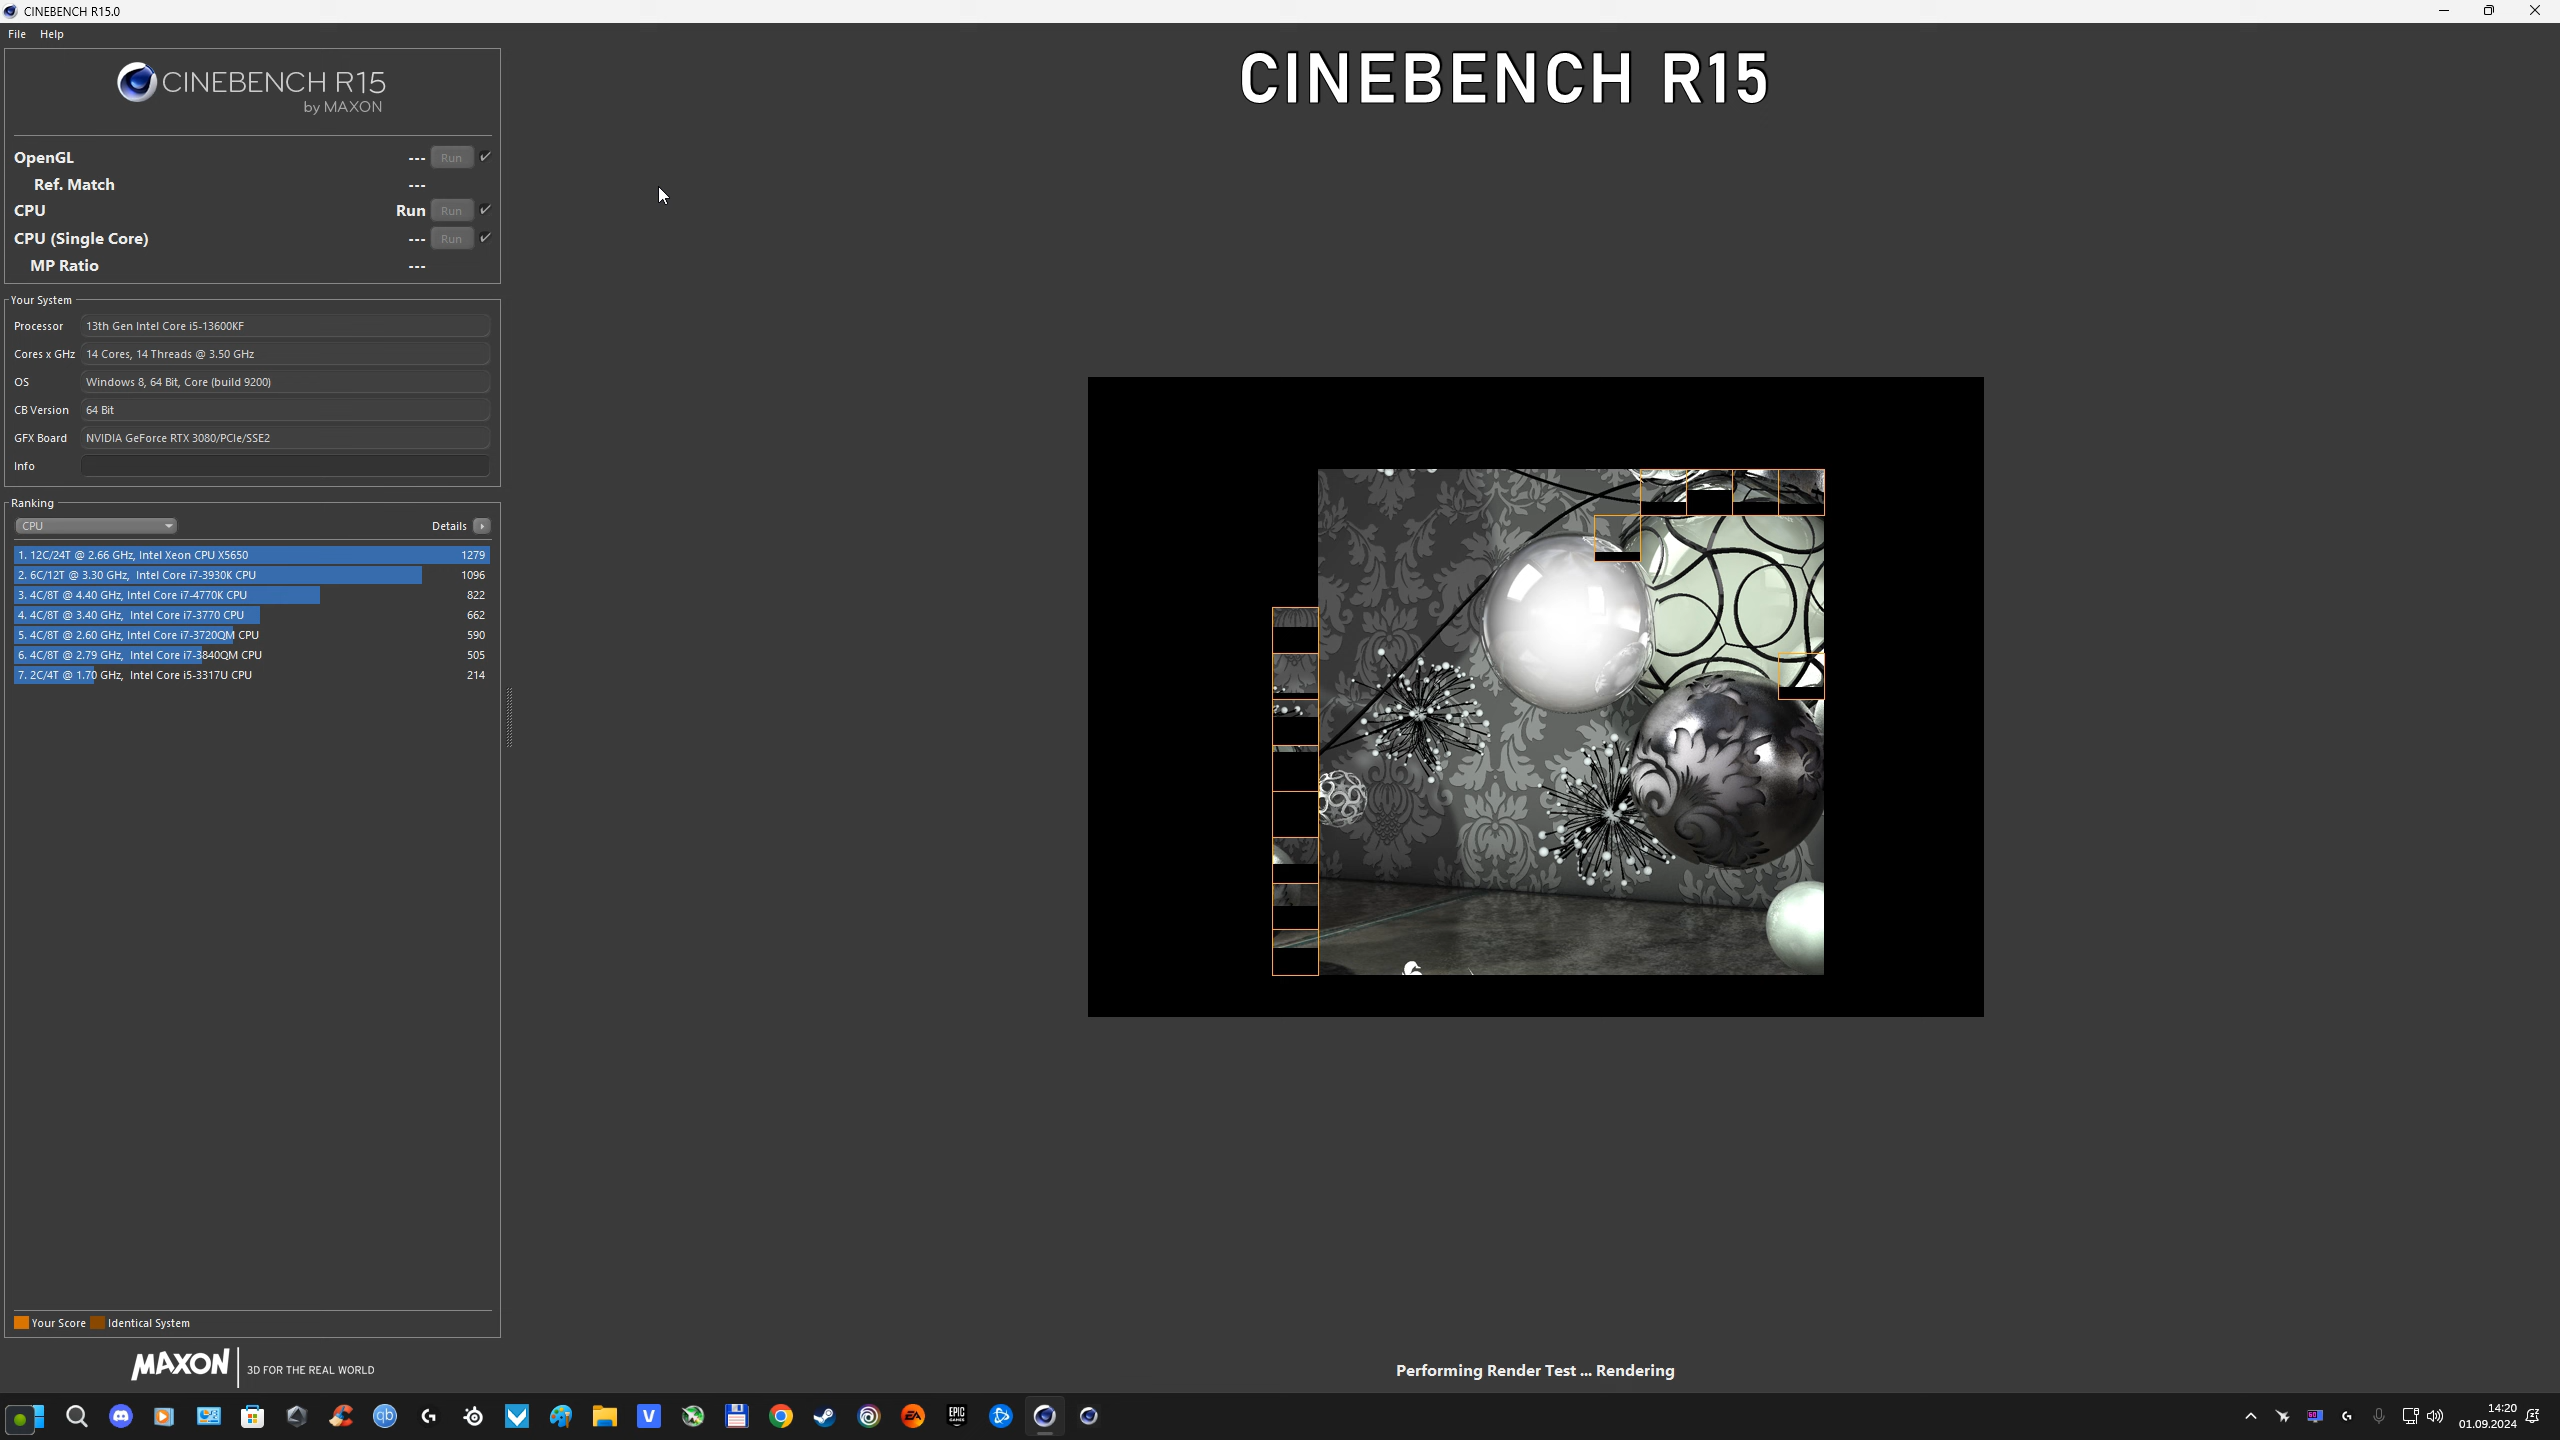 CINEBENCH R15.0
File Help
CINEBENCH R15
by MAXON
OpenGL --- Run
Ref. Match ---
CPU Run Run
CPU (Single Core) --- Run
MP Ratio ---
Your System
Processor 13th Gen Intel Core i5-13600KF
Cores x GHz 14 Cores, 14 Threads @ 3.50 GHz
OS Windows 8, 64 Bit, Core (build 9200)
CB Version 64 Bit
GFX Board NVIDIA GeForce RTX 3080/PCIe/SSE2
Info
Ranking
CPU Details
1. 12C/24T @ 2.66 GHz, Intel Xeon CPU X5650 1279
2. 6C/12T @ 3.30 GHz, Intel Core i7-3930K CPU 1096
3. 4C/8T @ 4.40 GHz, Intel Core i7-4770K CPU 822
4. 4C/8T @ 3.40 GHz, Intel Core i7-3770 CPU 662
5. 4C/8T @ 2.60 GHz, Intel Core i7-3720QM CPU 590
6. 4C/8T @ 2.79 GHz, Intel Core i7-3840QM CPU 505
7. 2C/4T @ 1.70 GHz, Intel Core i5-3317U CPU 214
Your Score Identical System
MAXON 3D FOR THE REAL WORLD
CINEBENCH R15
Performing Render Test ... Rendering
qb
V
EA
EPIC GAMES
14:20
01.09.2024